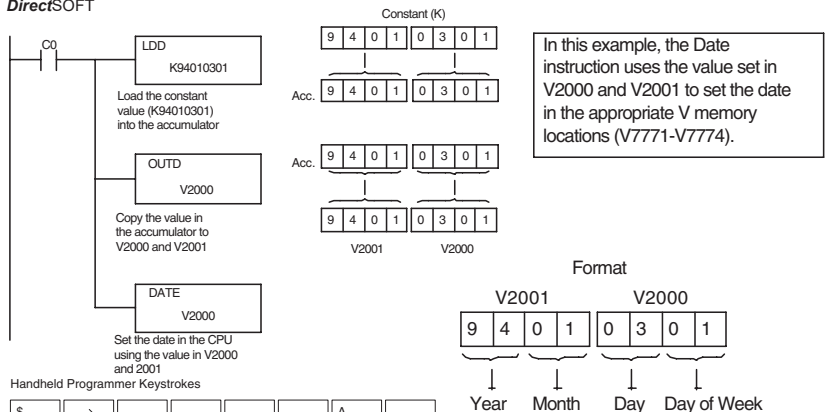 DirectSOFT
C0
LDD
K94010301
Load the constant
value (K94010301)
into the accumulator
OUTD
V2000
Copy the value in
the accumulator to
V2000 and V2001
DATE
V2000
Set the date in the CPU
using the value in V2000
and 2001
Constant (K)
9 4 0 1 0 3 0 1
Acc. 9 4 0 1 0 3 0 1
Acc. 9 4 0 1 0 3 0 1
9 4 0 1 0 3 0 1
V2001 V2000
In this example, the Date
instruction uses the value set in
V2000 and V2001 to set the date
in the appropriate V memory
locations (V7771-V7774).
Format
V2001 V2000
9 4 0 1 0 3 0 1
Year Month Day Day of Week
Handheld Programmer Keystrokes
$ → A